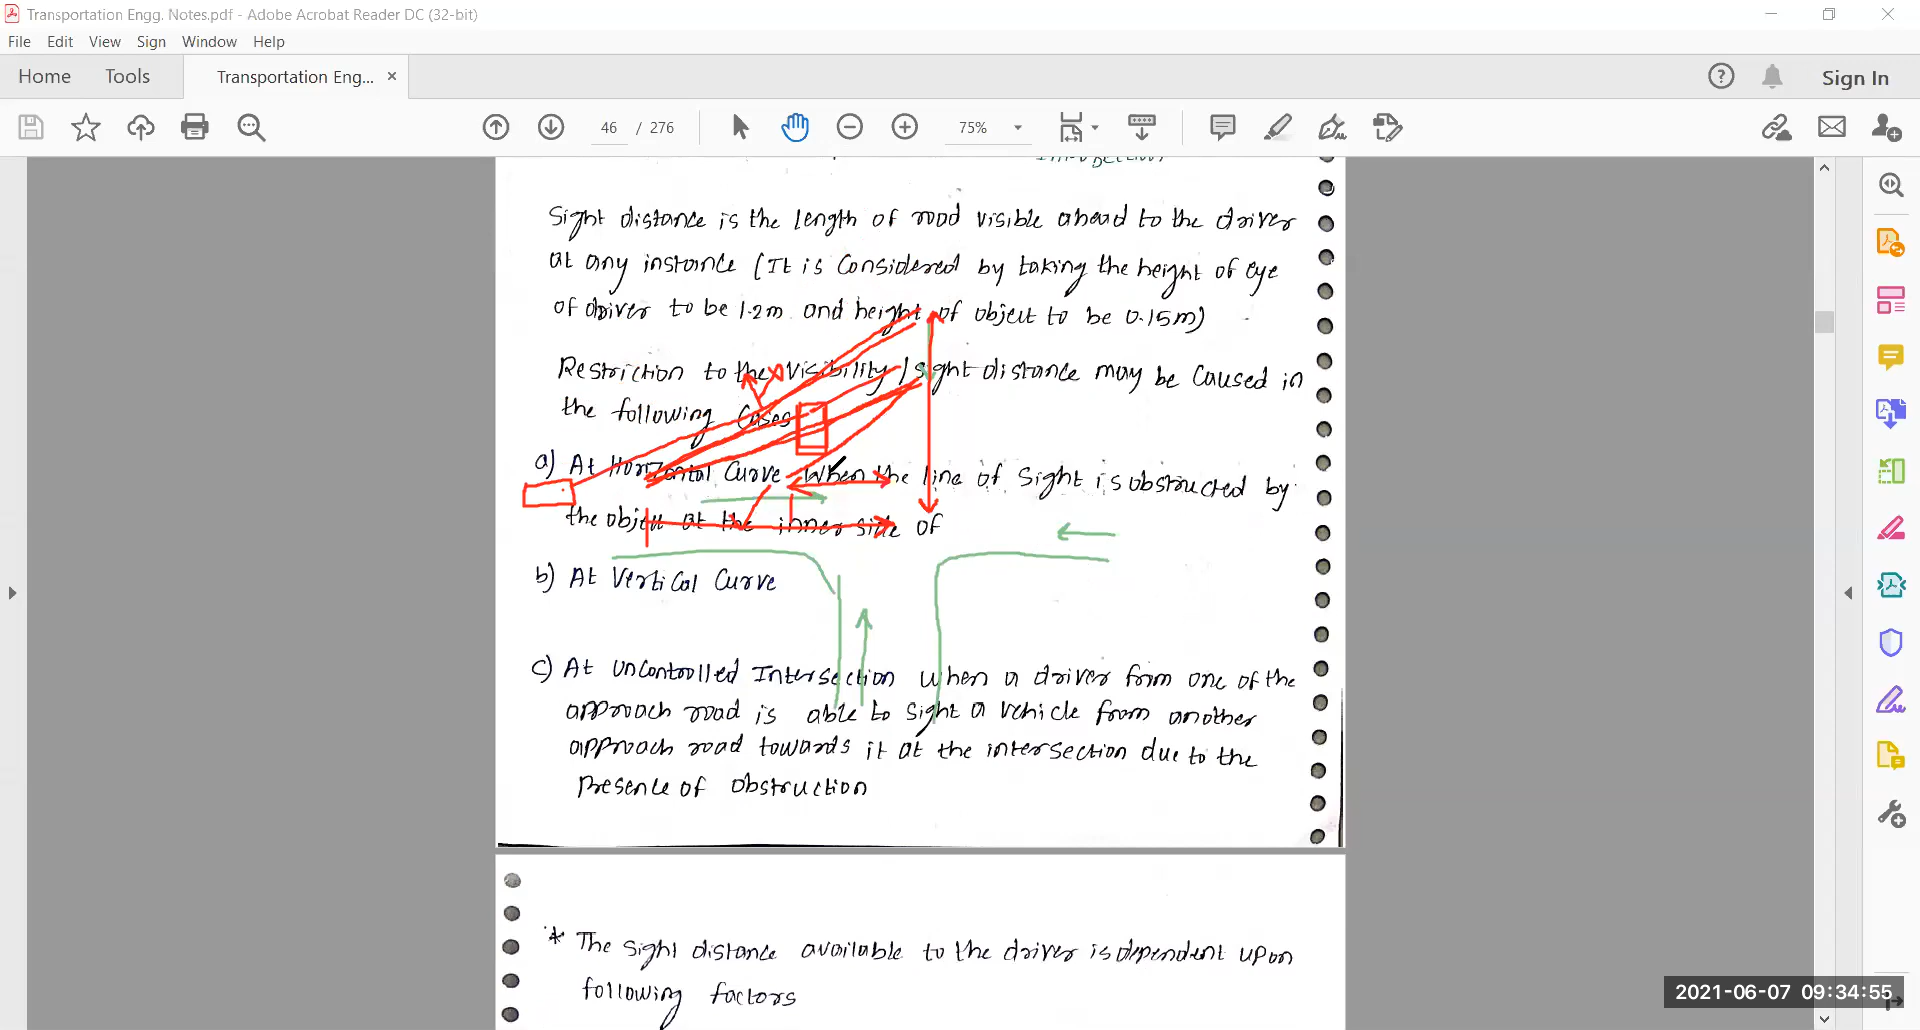 Transportation Engg. Notes.pdf - Adobe Acrobat Reader DC (32-bit)
File Edit View Sign Window Help
Home Tools Transportation Eng... × Sign In
46 / 276 75%
Sight distance is the length of road visible ahead to the driver
at any instance (It is Considered by taking the height of eye
of driver to be 1.2m and height of object to be 0.15m)
Restriction to the Visibility / Sight distance may be Caused in
the following Cases
a) At Horizontal Curve When the line of Sight is obstructed by
the object at the inner side of
b) At Vertical Curve
c) At Uncontrolled Intersection when a driver from one of the
approach road is able to Sight a Vehicle from another
approach road towards it at the intersection due to the
Presence of Obstruction
* The Sight distance available to the driver is dependent upon
following factors
2021-06-07 09:34:55